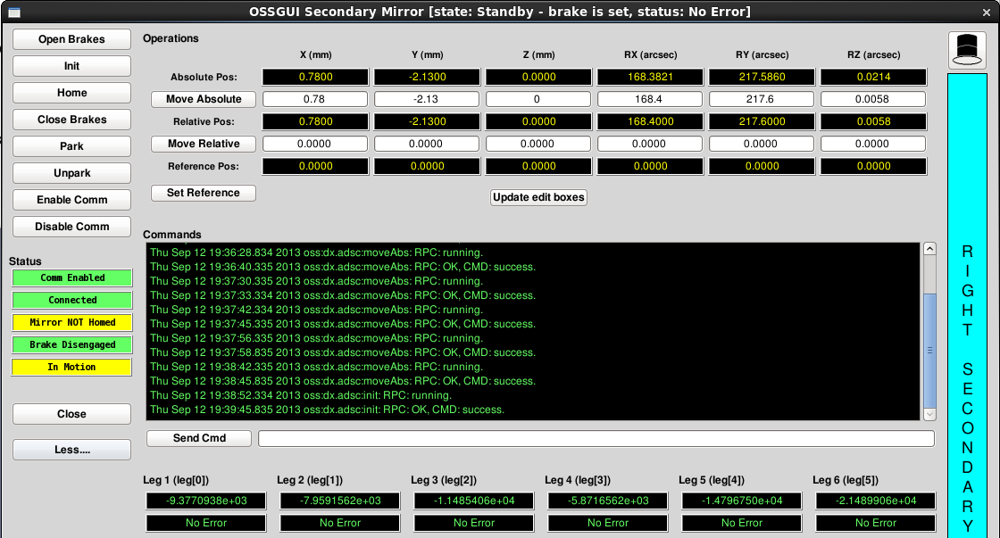 OSSGUI Secondary Mirror [state: Standby - brake is set, status: No Error]
Open Brakes
Init
Home
Close Brakes
Park
Unpark
Enable Comm
Disable Comm
Status
Comm Enabled
Connected
Mirror NOT Homed
Brake Disengaged
In Motion
Close
Less....
Operations
X (mm) Y (mm) Z (mm) RX (arcsec) RY (arcsec) RZ (arcsec)
Absolute Pos: 0.7800 -2.1300 0.0000 168.3821 217.5860 0.0214
Move Absolute 0.78 -2.13 0 168.4 217.6 0.0058
Relative Pos: 0.7800 -2.1300 0.0000 168.4000 217.6000 0.0058
Move Relative 0.0000 0.0000 0.0000 0.0000 0.0000 0.0000
Reference Pos: 0.0000 0.0000 0.0000 0.0000 0.0000 0.0000
Set Reference Update edit boxes
Commands
Thu Sep 12 19:36:28.834 2013 oss:dx.adsc:moveAbs: RPC: running.
Thu Sep 12 19:36:40.335 2013 oss:dx.adsc:moveAbs: RPC: OK, CMD: success.
Thu Sep 12 19:37:30.335 2013 oss:dx.adsc:moveAbs: RPC: running.
Thu Sep 12 19:37:33.334 2013 oss:dx.adsc:moveAbs: RPC: OK, CMD: success.
Thu Sep 12 19:37:42.334 2013 oss:dx.adsc:moveAbs: RPC: running.
Thu Sep 12 19:37:45.335 2013 oss:dx.adsc:moveAbs: RPC: OK, CMD: success.
Thu Sep 12 19:37:56.335 2013 oss:dx.adsc:moveAbs: RPC: running.
Thu Sep 12 19:37:58.835 2013 oss:dx.adsc:moveAbs: RPC: OK, CMD: success.
Thu Sep 12 19:38:42.335 2013 oss:dx.adsc:moveAbs: RPC: running.
Thu Sep 12 19:38:45.835 2013 oss:dx.adsc:moveAbs: RPC: OK, CMD: success.
Thu Sep 12 19:38:52.334 2013 oss:dx.adsc:init: RPC: running.
Thu Sep 12 19:39:45.835 2013 oss:dx.adsc:init: RPC: OK, CMD: success.
Send Cmd
Leg 1 (leg[0]) Leg 2 (leg[1]) Leg 3 (leg[2]) Leg 4 (leg[3]) Leg 5 (leg[4]) Leg 6 (leg[5])
-9.3770938e+03 -7.9591562e+03 -1.1485406e+04 -5.8716562e+03 -1.4796750e+04 -2.1489906e+04
No Error No Error No Error No Error No Error No Error
RIGHT SECONDARY